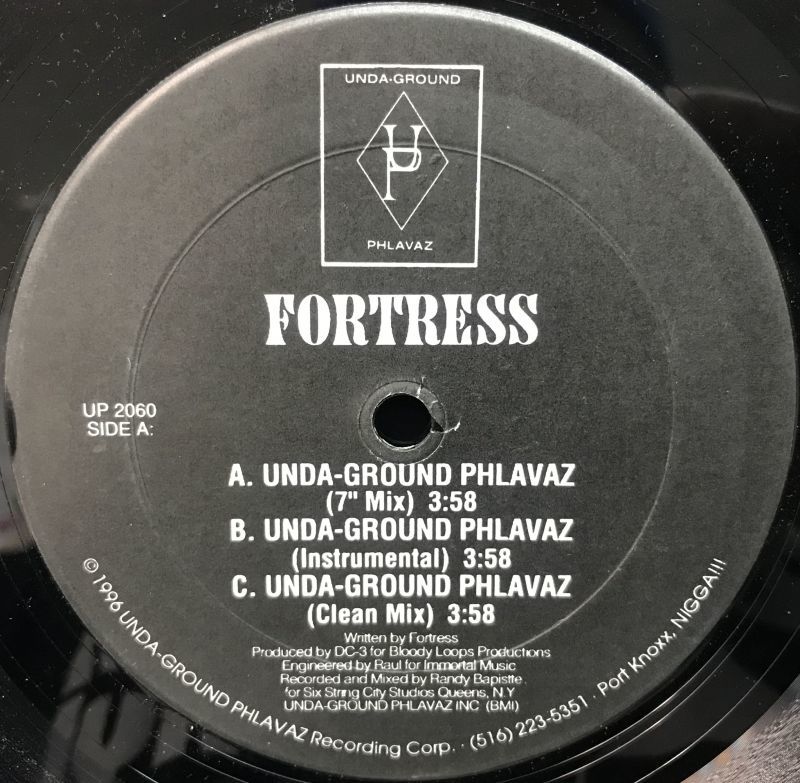 UNDA-GROUND
UP
PHLAVAZ
FORTRESS
UP 2060
SIDE A:
A. UNDA-GROUND PHLAVAZ
(7" Mix) 3:58
B. UNDA-GROUND PHLAVAZ
(Instrumental) 3:58
C. UNDA-GROUND PHLAVAZ
(Clean Mix) 3:58
Written by Fortress
Produced by DC-3 for Bloody Loops Productions
Engineered by Raul for Immortal Music
Recorded and Mixed by Randy Bapistte
for Six String City Studios Queens, N.Y
UNDA-GROUND PHLAVAZ INC (BMI)
© 1996 UNDA-GROUND PHLAVAZ Recording Corp. · (516) 223-5351 . Port Knoxx, NIGGA!!!